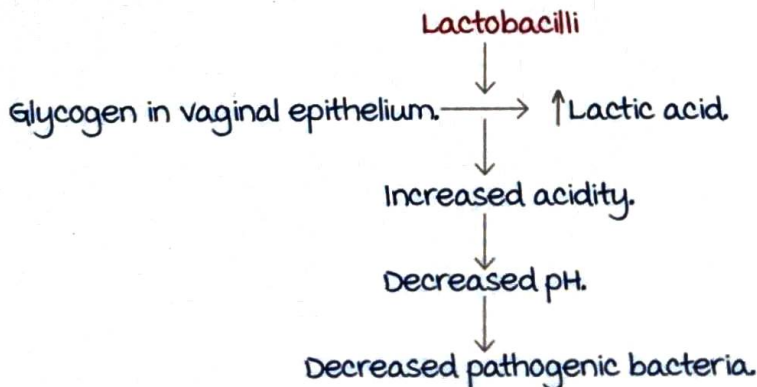 Lactobacilli
Glycogen in vaginal epithelium. ↑Lactic acid.
Increased acidity.
Decreased pH.
Decreased pathogenic bacteria.